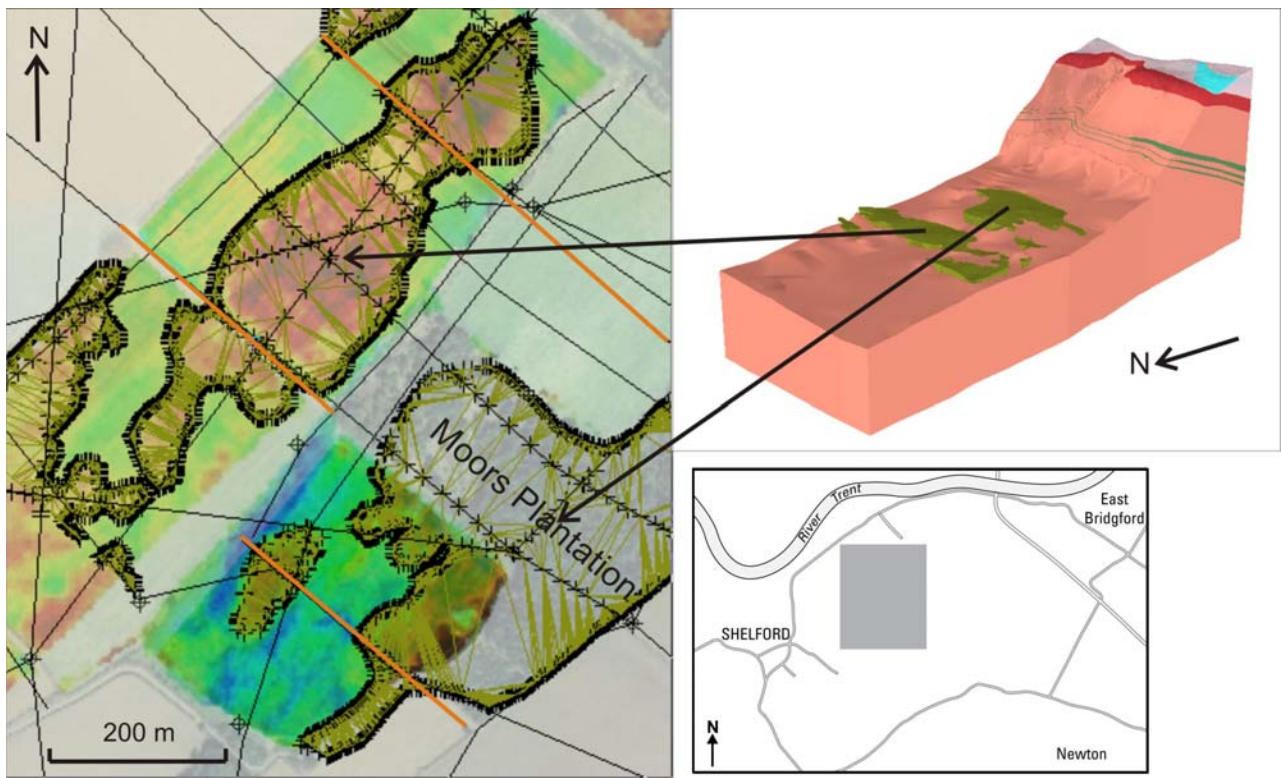 N
Moors Plantation
200 m
N
River Trent
East
Bridgford
SHELFORD
N
Newton